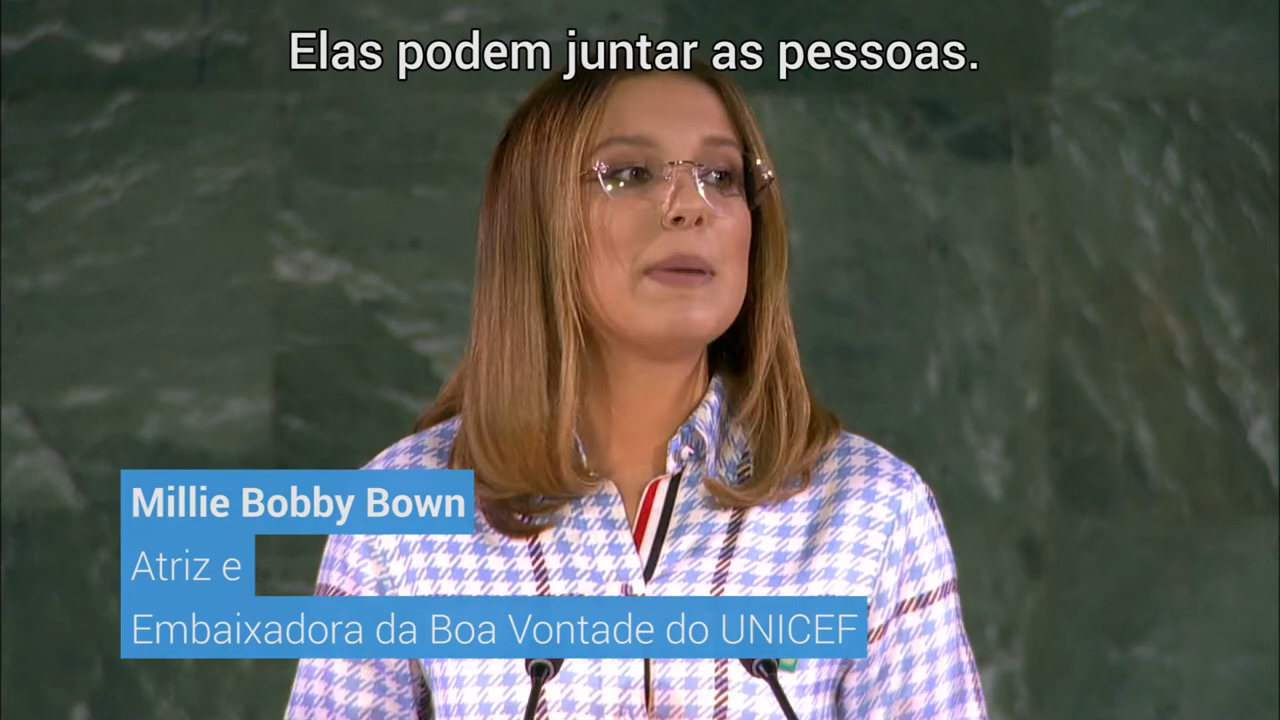 Elas podem juntar as pessoas.
Millie Bobby Bown
Atriz e
Embaixadora da Boa Vontade do UNICEF